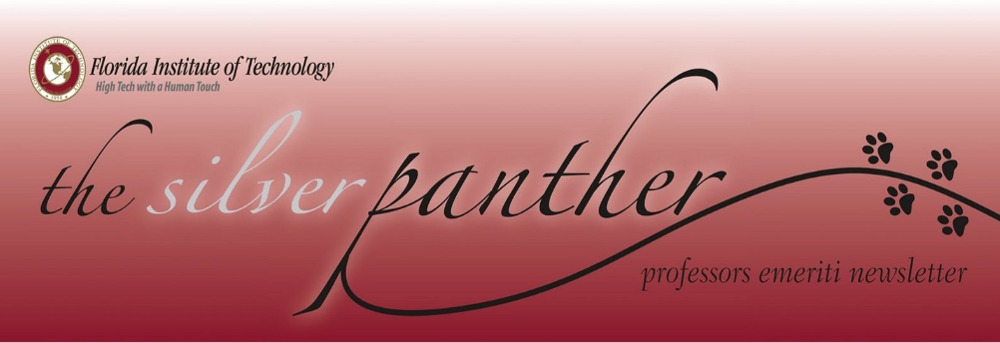 Florida Institute of Technology
High Tech with a Human Touch
the silver panther
professors emeriti newsletter